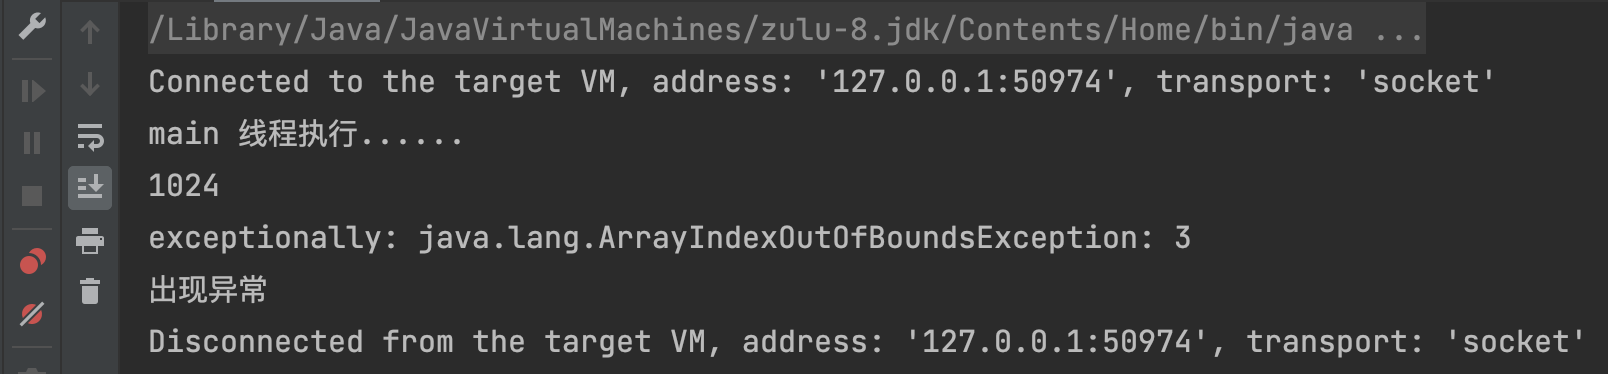 /Library/Java/JavaVirtualMachines/zulu-8.jdk/Contents/Home/bin/java ...
Connected to the target VM, address: '127.0.0.1:50974', transport: 'socket'
main 线程执行......
1024
exceptionally: java.lang.ArrayIndexOutOfBoundsException: 3
出现异常
Disconnected from the target VM, address: '127.0.0.1:50974', transport: 'socket'